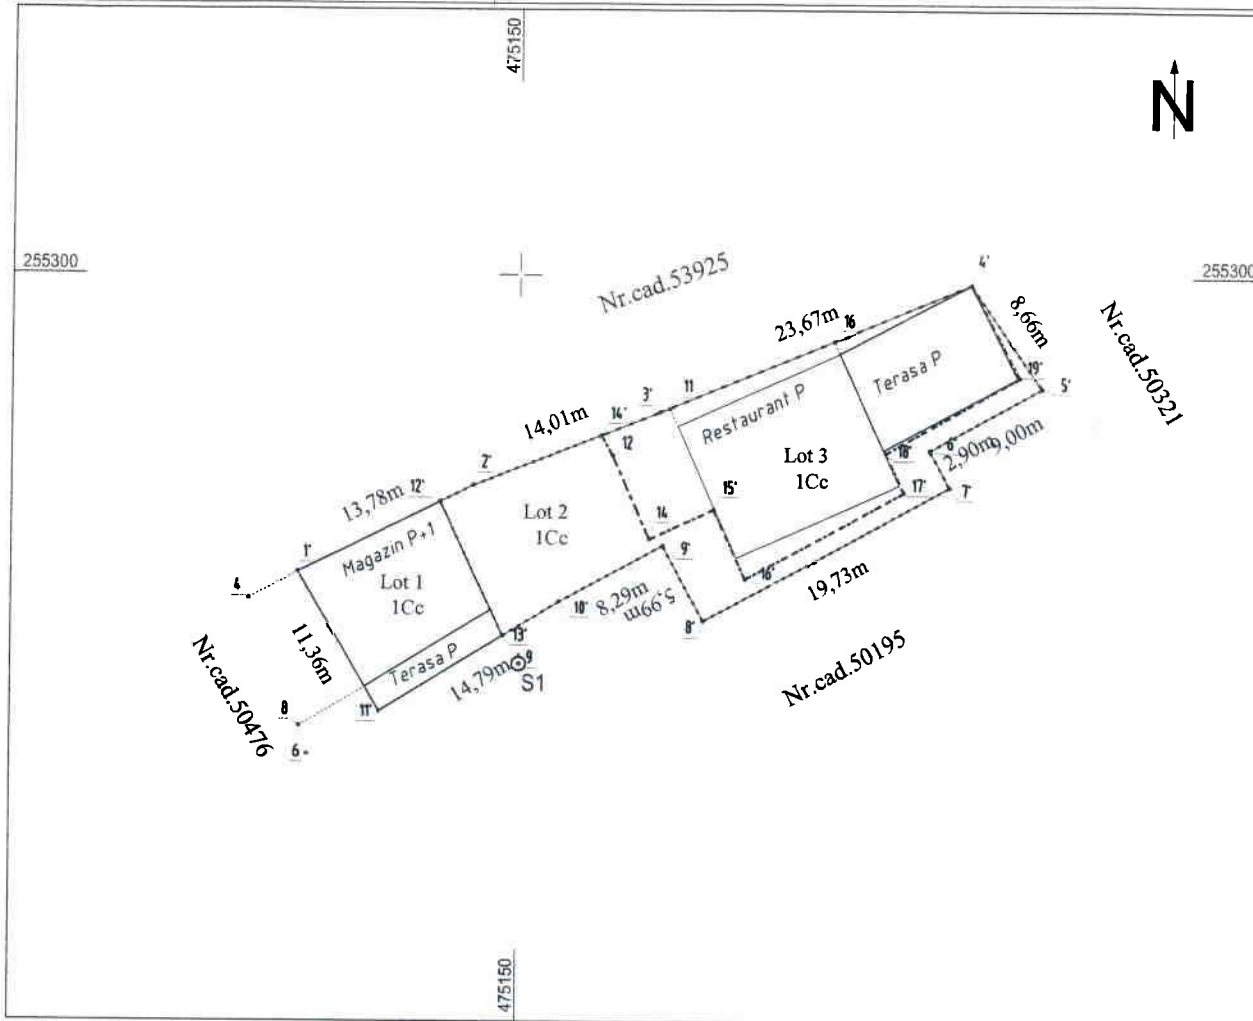 475150
N
255300
255300
Nr.cad.53925
4'
23,67m
16
8,66m
Nr.cad.50321
Terasa P
19'
5'
3'
11
Restaurant P
14'
14,01m
12
Lot 3
1Cc
18'
6'
2,90m
9,00m
2'
12'
13,78m
15'
17'
7'
Lot 2
1Cc
14
1'
Magazin P+1
9'
4
Lot 1
1Cc
16'
19,73m
10'
8,29m
5,99m
8'
11,36m
13'
Terasa P
14,79m
9
S1
Nr.cad.50195
Nr.cad.50476
8
11'
6
475150